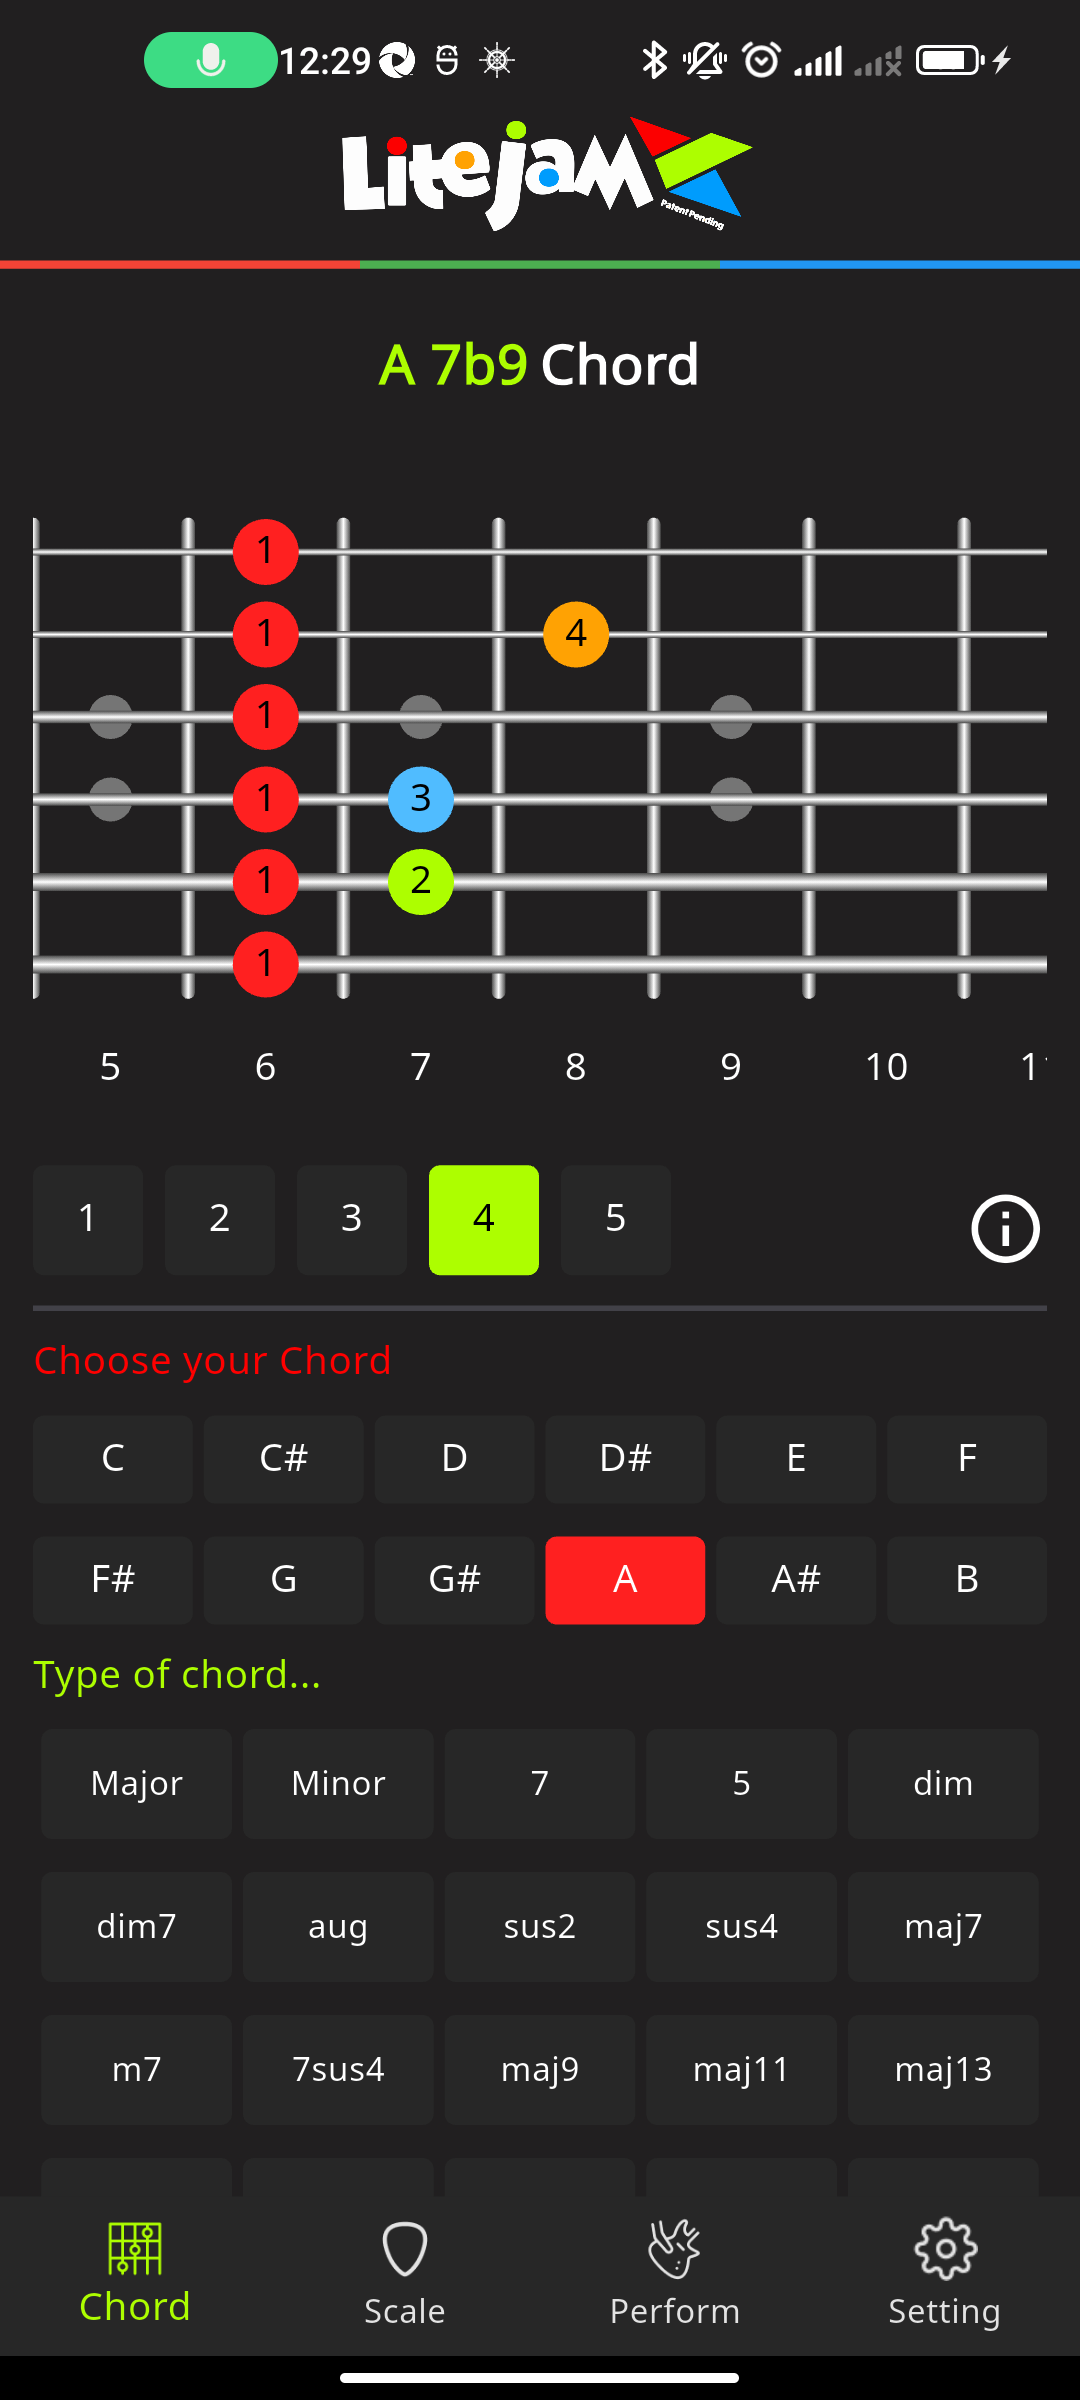 12:29
Litejam
Patent Pending
A 7b9 Chord
1
1 4
1
1 3
1 2
1
5 6 7 8 9 10
1 2 3 4 5
Choose your Chord
C C# D D# E F
F# G G# A A# B
Type of chord...
Major Minor 7 5 dim
dim7 aug sus2 sus4 maj7
m7 7sus4 maj9 maj11 maj13
Chord Scale Perform Setting